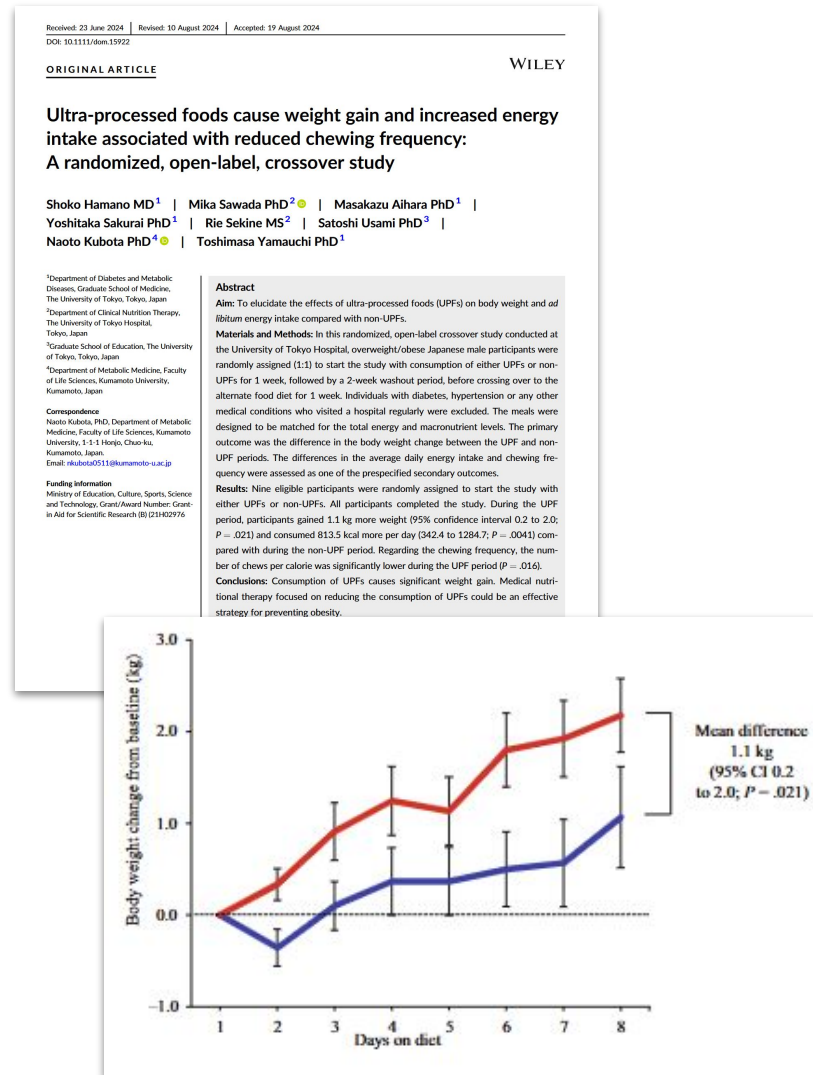 Received: 23 June 2024 | Revised: 10 August 2024 | Accepted: 19 August 2024
DOI: 10.1111/dom.15922
ORIGINAL ARTICLE
WILEY
Ultra-processed foods cause weight gain and increased energy
intake associated with reduced chewing frequency:
A randomized, open-label, crossover study
Shoko Hamano MD1 | Mika Sawada PhD2 | Masakazu Aihara PhD1 |
Yoshitaka Sakurai PhD1 | Rie Sekine MS2 | Satoshi Usami PhD3 |
Naoto Kubota PhD4 | Toshimasa Yamauchi PhD1
1Department of Diabetes and Metabolic
Diseases, Graduate School of Medicine,
The University of Tokyo, Tokyo, Japan
2Department of Clinical Nutrition Therapy,
The University of Tokyo Hospital,
Tokyo, Japan
3Graduate School of Education, The University
of Tokyo, Tokyo, Japan
4Department of Metabolic Medicine, Faculty
of Life Sciences, Kumamoto University,
Kumamoto, Japan
Correspondence
Naoto Kubota, PhD, Department of Metabolic
Medicine, Faculty of Life Sciences, Kumamoto
University, 1-1-1 Honjo, Chuo-ku,
Kumamoto, Japan.
Email: nkubota0511@kumamoto-u.ac.jp
Funding information
Ministry of Education, Culture, Sports, Science
and Technology, Grant/Award Number: Grant-
in Aid for Scientific Research (B) (21H02976
Abstract
Aim: To elucidate the effects of ultra-processed foods (UPFs) on body weight and ad
libitum energy intake compared with non-UPFs.
Materials and Methods: In this randomized, open-label crossover study conducted at
the University of Tokyo Hospital, overweight/obese Japanese male participants were
randomly assigned (1:1) to start the study with consumption of either UPFs or non-
UPFs for 1 week, followed by a 2-week washout period, before crossing over to the
alternate food diet for 1 week. Individuals with diabetes, hypertension or any other
medical conditions who visited a hospital regularly were excluded. The meals were
designed to be matched for the total energy and macronutrient levels. The primary
outcome was the difference in the body weight change between the UPF and non-
UPF periods. The differences in the average daily energy intake and chewing fre-
quency were assessed as one of the prespecified secondary outcomes.
Results: Nine eligible participants were randomly assigned to start the study with
either UPFs or non-UPFs. All participants completed the study. During the UPF
period, participants gained 1.1 kg more weight (95% confidence interval 0.2 to 2.0;
P = .021) and consumed 813.5 kcal more per day (342.4 to 1284.7; P = .0041) com-
pared with during the non-UPF period. Regarding the chewing frequency, the num-
ber of chews per calorie was significantly lower during the UPF period (P = .016).
Conclusions: Consumption of UPFs causes significant weight gain. Medical nutri-
tional therapy focused on reducing the consumption of UPFs could be an effective
strategy for preventing obesity.
Body weight change from baseline (kg)
3.0
2.0
1.0
0.0
−1.0
1 2 3 4 5 6 7 8
Days on diet
Mean difference
1.1 kg
(95% CI 0.2
to 2.0; P = .021)